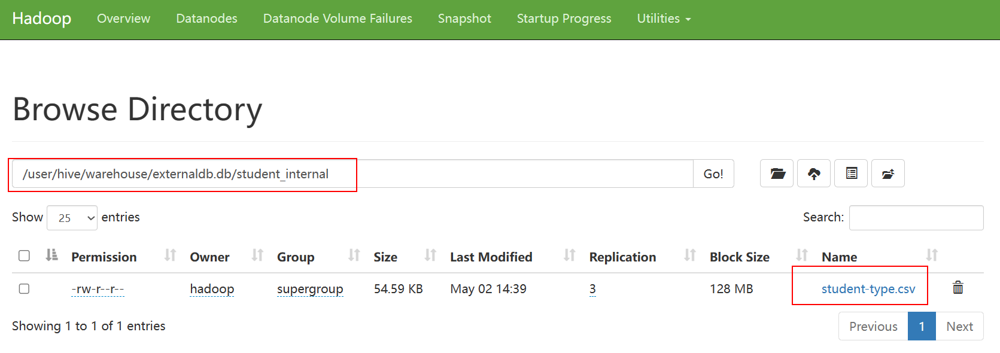 Hadoop Overview Datanodes Datanode Volume Failures Snapshot Startup Progress Utilities
Browse Directory
/user/hive/warehouse/externaldb.db/student_internal Go!
Show 25 entries Search:
Permission Owner Group Size Last Modified Replication Block Size Name
-rw-r--r-- hadoop supergroup 54.59 KB May 02 14:39 3 128 MB student-type.csv
Showing 1 to 1 of 1 entries Previous 1 Next